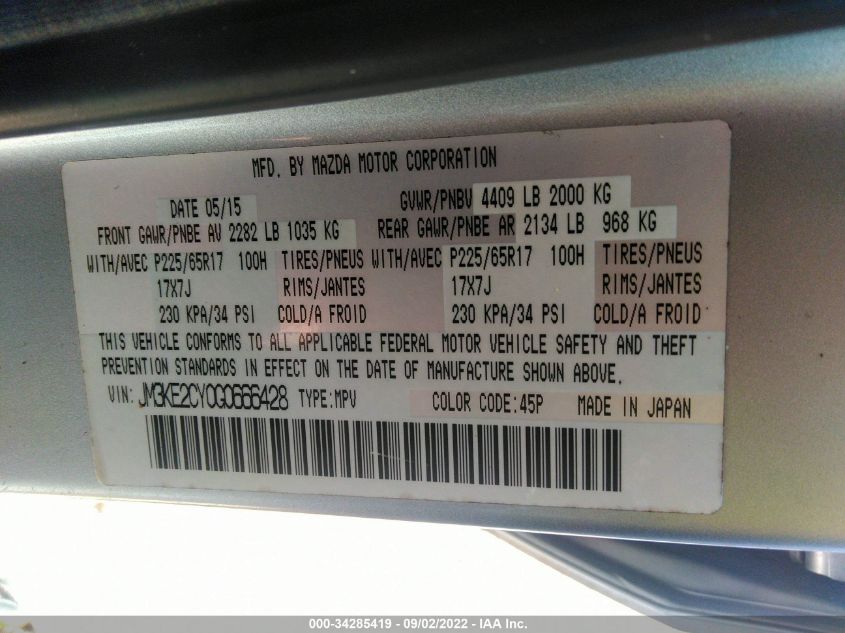 MFD. BY MAZDA MOTOR CORPORATION
DATE 05/15 GVWR/PNBV 4409 LB 2000 KG
FRONT GAWR/PNBE AV 2282 LB 1035 KG REAR GAWR/PNBE AR 2134 LB 968 KG
WITH/AVEC P225/65R17 100H TIRES/PNEUS WITH/AVEC P225/65R17 100H TIRES/PNEUS
17X7J RIMS/JANTES 17X7J RIMS/JANTES
230 KPA/34 PSI COLD/A FROID 230 KPA/34 PSI COLD/A FROID
THIS VEHICLE CONFORMS TO ALL APPLICABLE FEDERAL MOTOR VEHICLE SAFETY AND THEFT
PREVENTION STANDARDS IN EFFECT ON THE DATE OF MANUFACTURE SHOWN ABOVE.
VIN: JM3KE2CY0G0666428 TYPE:MPV COLOR CODE:45P MADE IN JAPAN
000-34285419 - 09/02/2022 - IAA Inc.